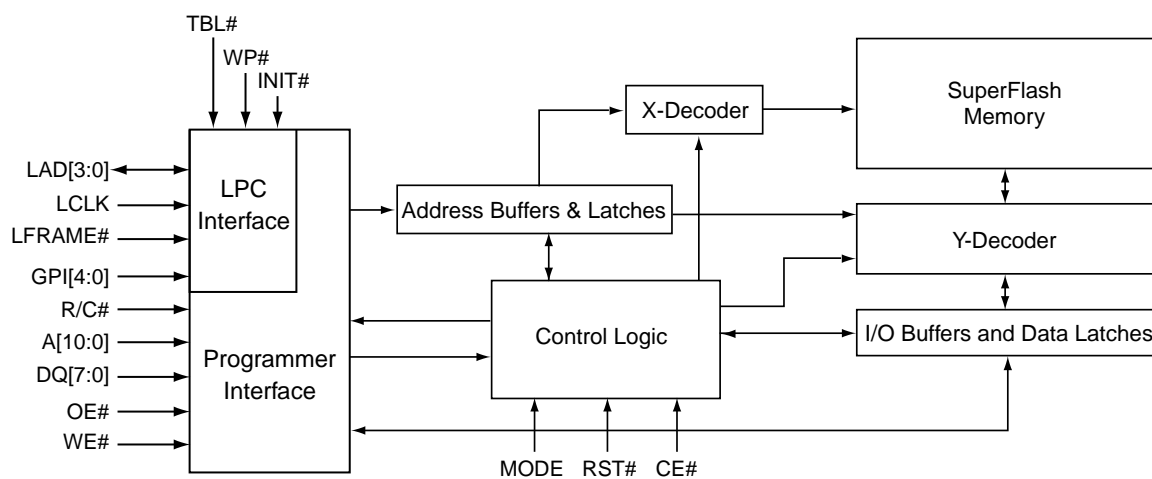 TBL#
WP#
INIT#
LAD[3:0]
LCLK
LFRAME#
GPI[4:0]
R/C#
A[10:0]
DQ[7:0]
OE#
WE#
LPC
Interface
Programmer
Interface
Address Buffers & Latches
X-Decoder
SuperFlash
Memory
Y-Decoder
Control Logic
I/O Buffers and Data Latches
MODE
RST#
CE#